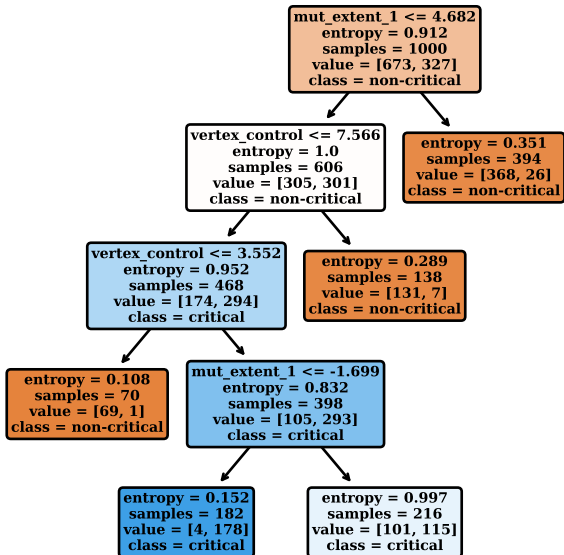 mut_extent_1 <= 4.682
entropy = 0.912
samples = 1000
value = [673, 327]
class = non-critical
vertex_control <= 7.566
entropy = 1.0
samples = 606
value = [305, 301]
class = non-critical
entropy = 0.351
samples = 394
value = [368, 26]
class = non-critical
vertex_control <= 3.552
entropy = 0.952
samples = 468
value = [174, 294]
class = critical
entropy = 0.289
samples = 138
value = [131, 7]
class = non-critical
entropy = 0.108
samples = 70
value = [69, 1]
class = non-critical
mut_extent_1 <= -1.699
entropy = 0.832
samples = 398
value = [105, 293]
class = critical
entropy = 0.152
samples = 182
value = [4, 178]
class = critical
entropy = 0.997
samples = 216
value = [101, 115]
class = critical